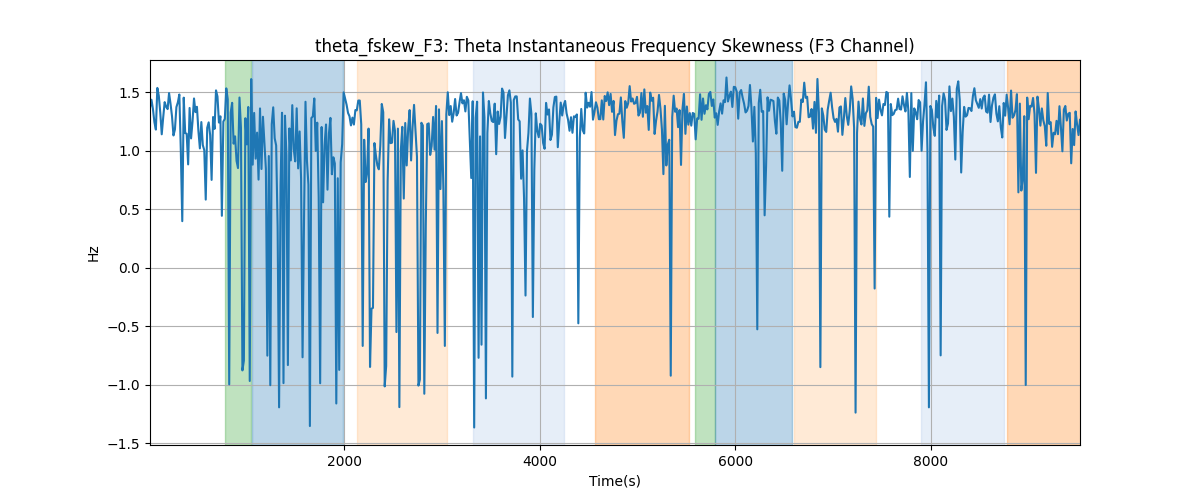 theta_fskew_F3: Theta Instantaneous Frequency Skewness (F3 Channel)
1.5
1.0
0.5
0.0
−0.5
−1.0
−1.5
Hz
2000 4000 6000 8000
Time(s)